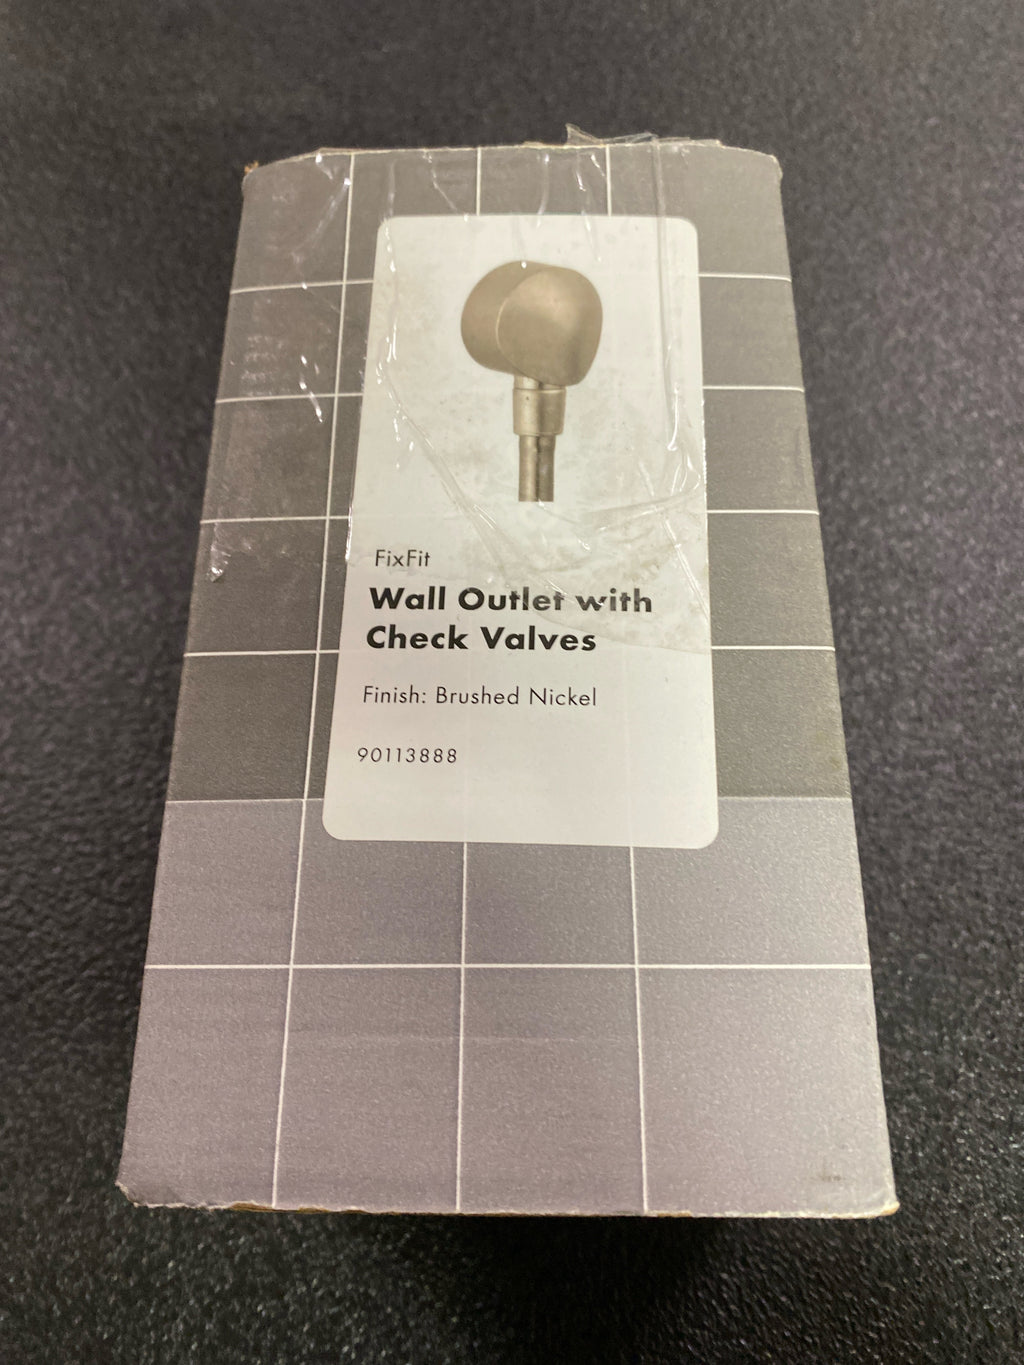 FixFit
Wall Outlet with
Check Valves
Finish: Brushed Nickel
90113888